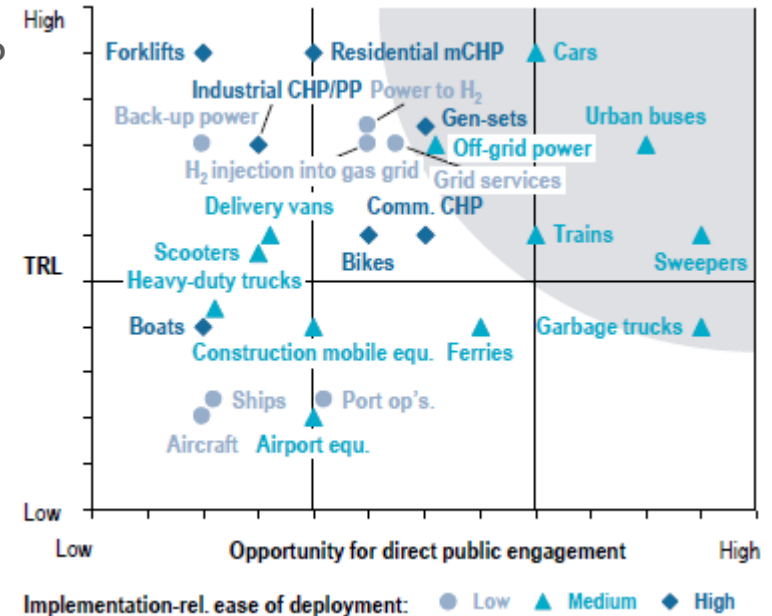 High
Forklifts
Residential mCHP
Cars
Industrial CHP/PP
Power to H₂
Back-up power
Gen-sets
Urban buses
Off-grid power
H₂ injection into gas grid
Grid services
Delivery vans
Comm. CHP
Scooters
Bikes
Trains
Sweepers
TRL
Heavy-duty trucks
Boats
Garbage trucks
Construction mobile equ.
Ferries
Ships
Port op's.
Aircraft
Airport equ.
Low
Low
Opportunity for direct public engagement
High
Implementation-rel. ease of deployment: Low Medium High